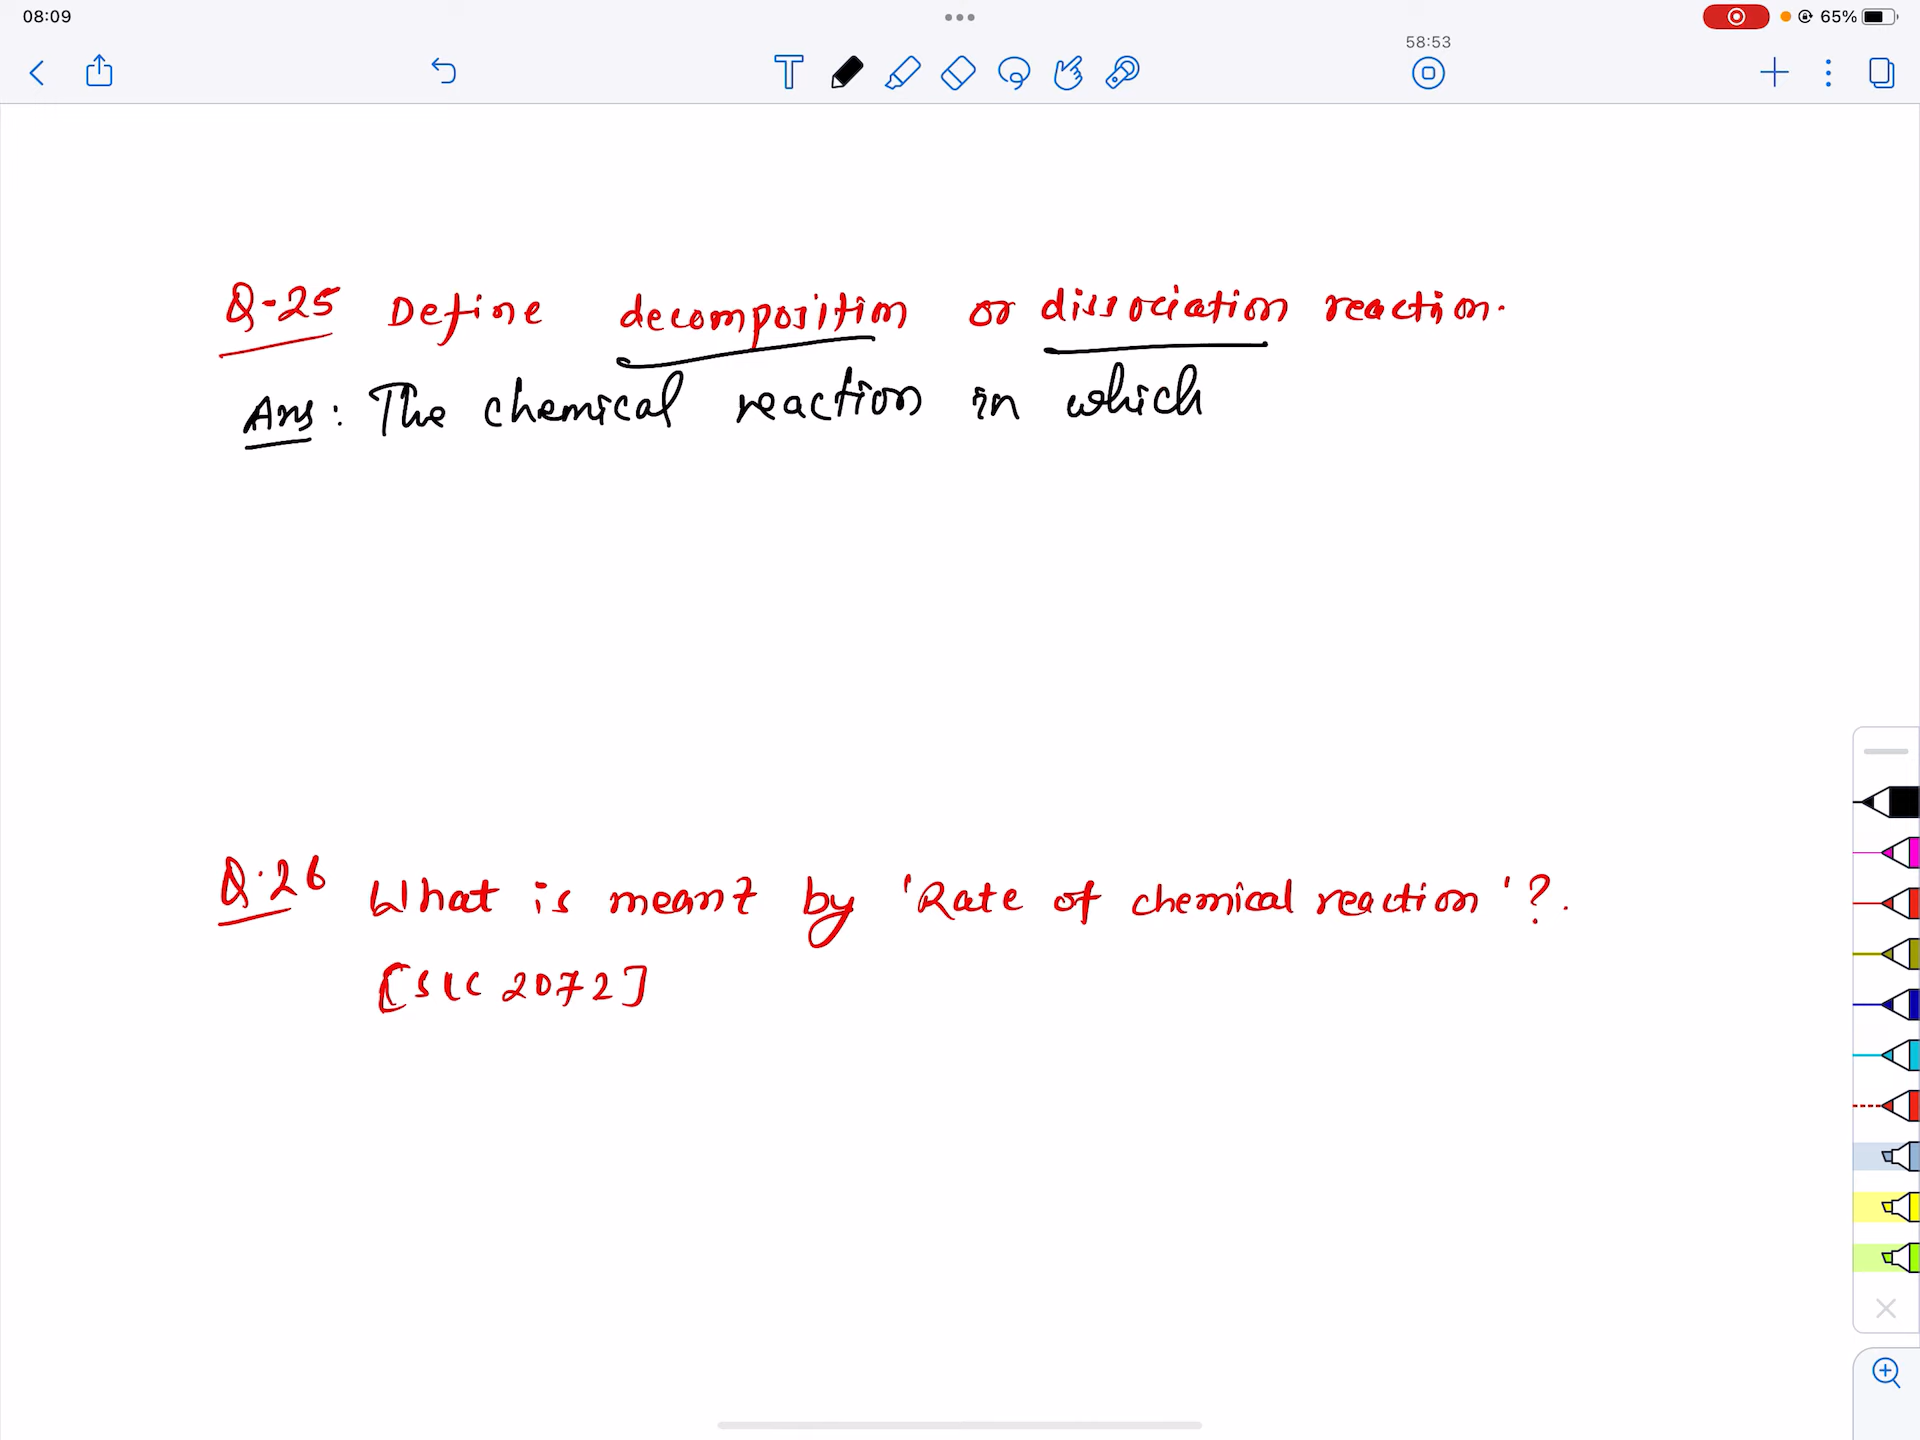 08:09
65%
58:53
T
Q-25 Define decomposition or dissociation reaction.
Ans: The chemical reaction in which
Q.26 What is meant by 'Rate of chemical reaction'?.
[SLC 2072]